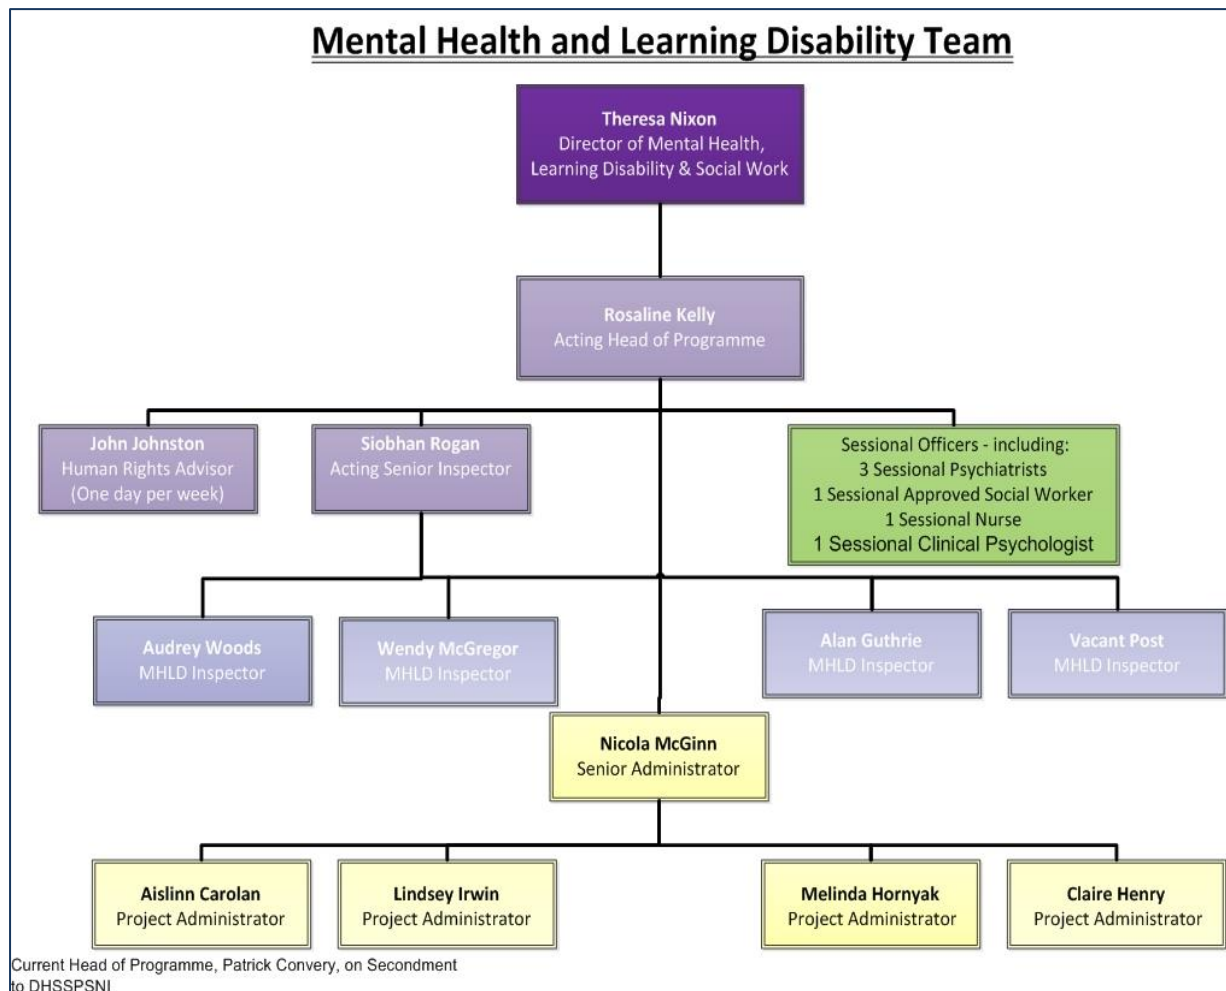 Mental Health and Learning Disability Team
Theresa Nixon
Director of Mental Health,
Learning Disability & Social Work
Rosaline Kelly
Acting Head of Programme
John Johnston
Human Rights Advisor
(One day per week)
Siobhan Rogan
Acting Senior Inspector
Sessional Officers - including:
3 Sessional Psychiatrists
1 Sessional Approved Social Worker
1 Sessional Nurse
1 Sessional Clinical Psychologist
Audrey Woods
MHLD Inspector
Wendy McGregor
MHLD Inspector
Alan Guthrie
MHLD Inspector
Vacant Post
MHLD Inspector
Nicola McGinn
Senior Administrator
Aislinn Carolan
Project Administrator
Lindsey Irwin
Project Administrator
Melinda Hornyak
Project Administrator
Claire Henry
Project Administrator
Current Head of Programme, Patrick Convery, on Secondment
to DHSSPSNI